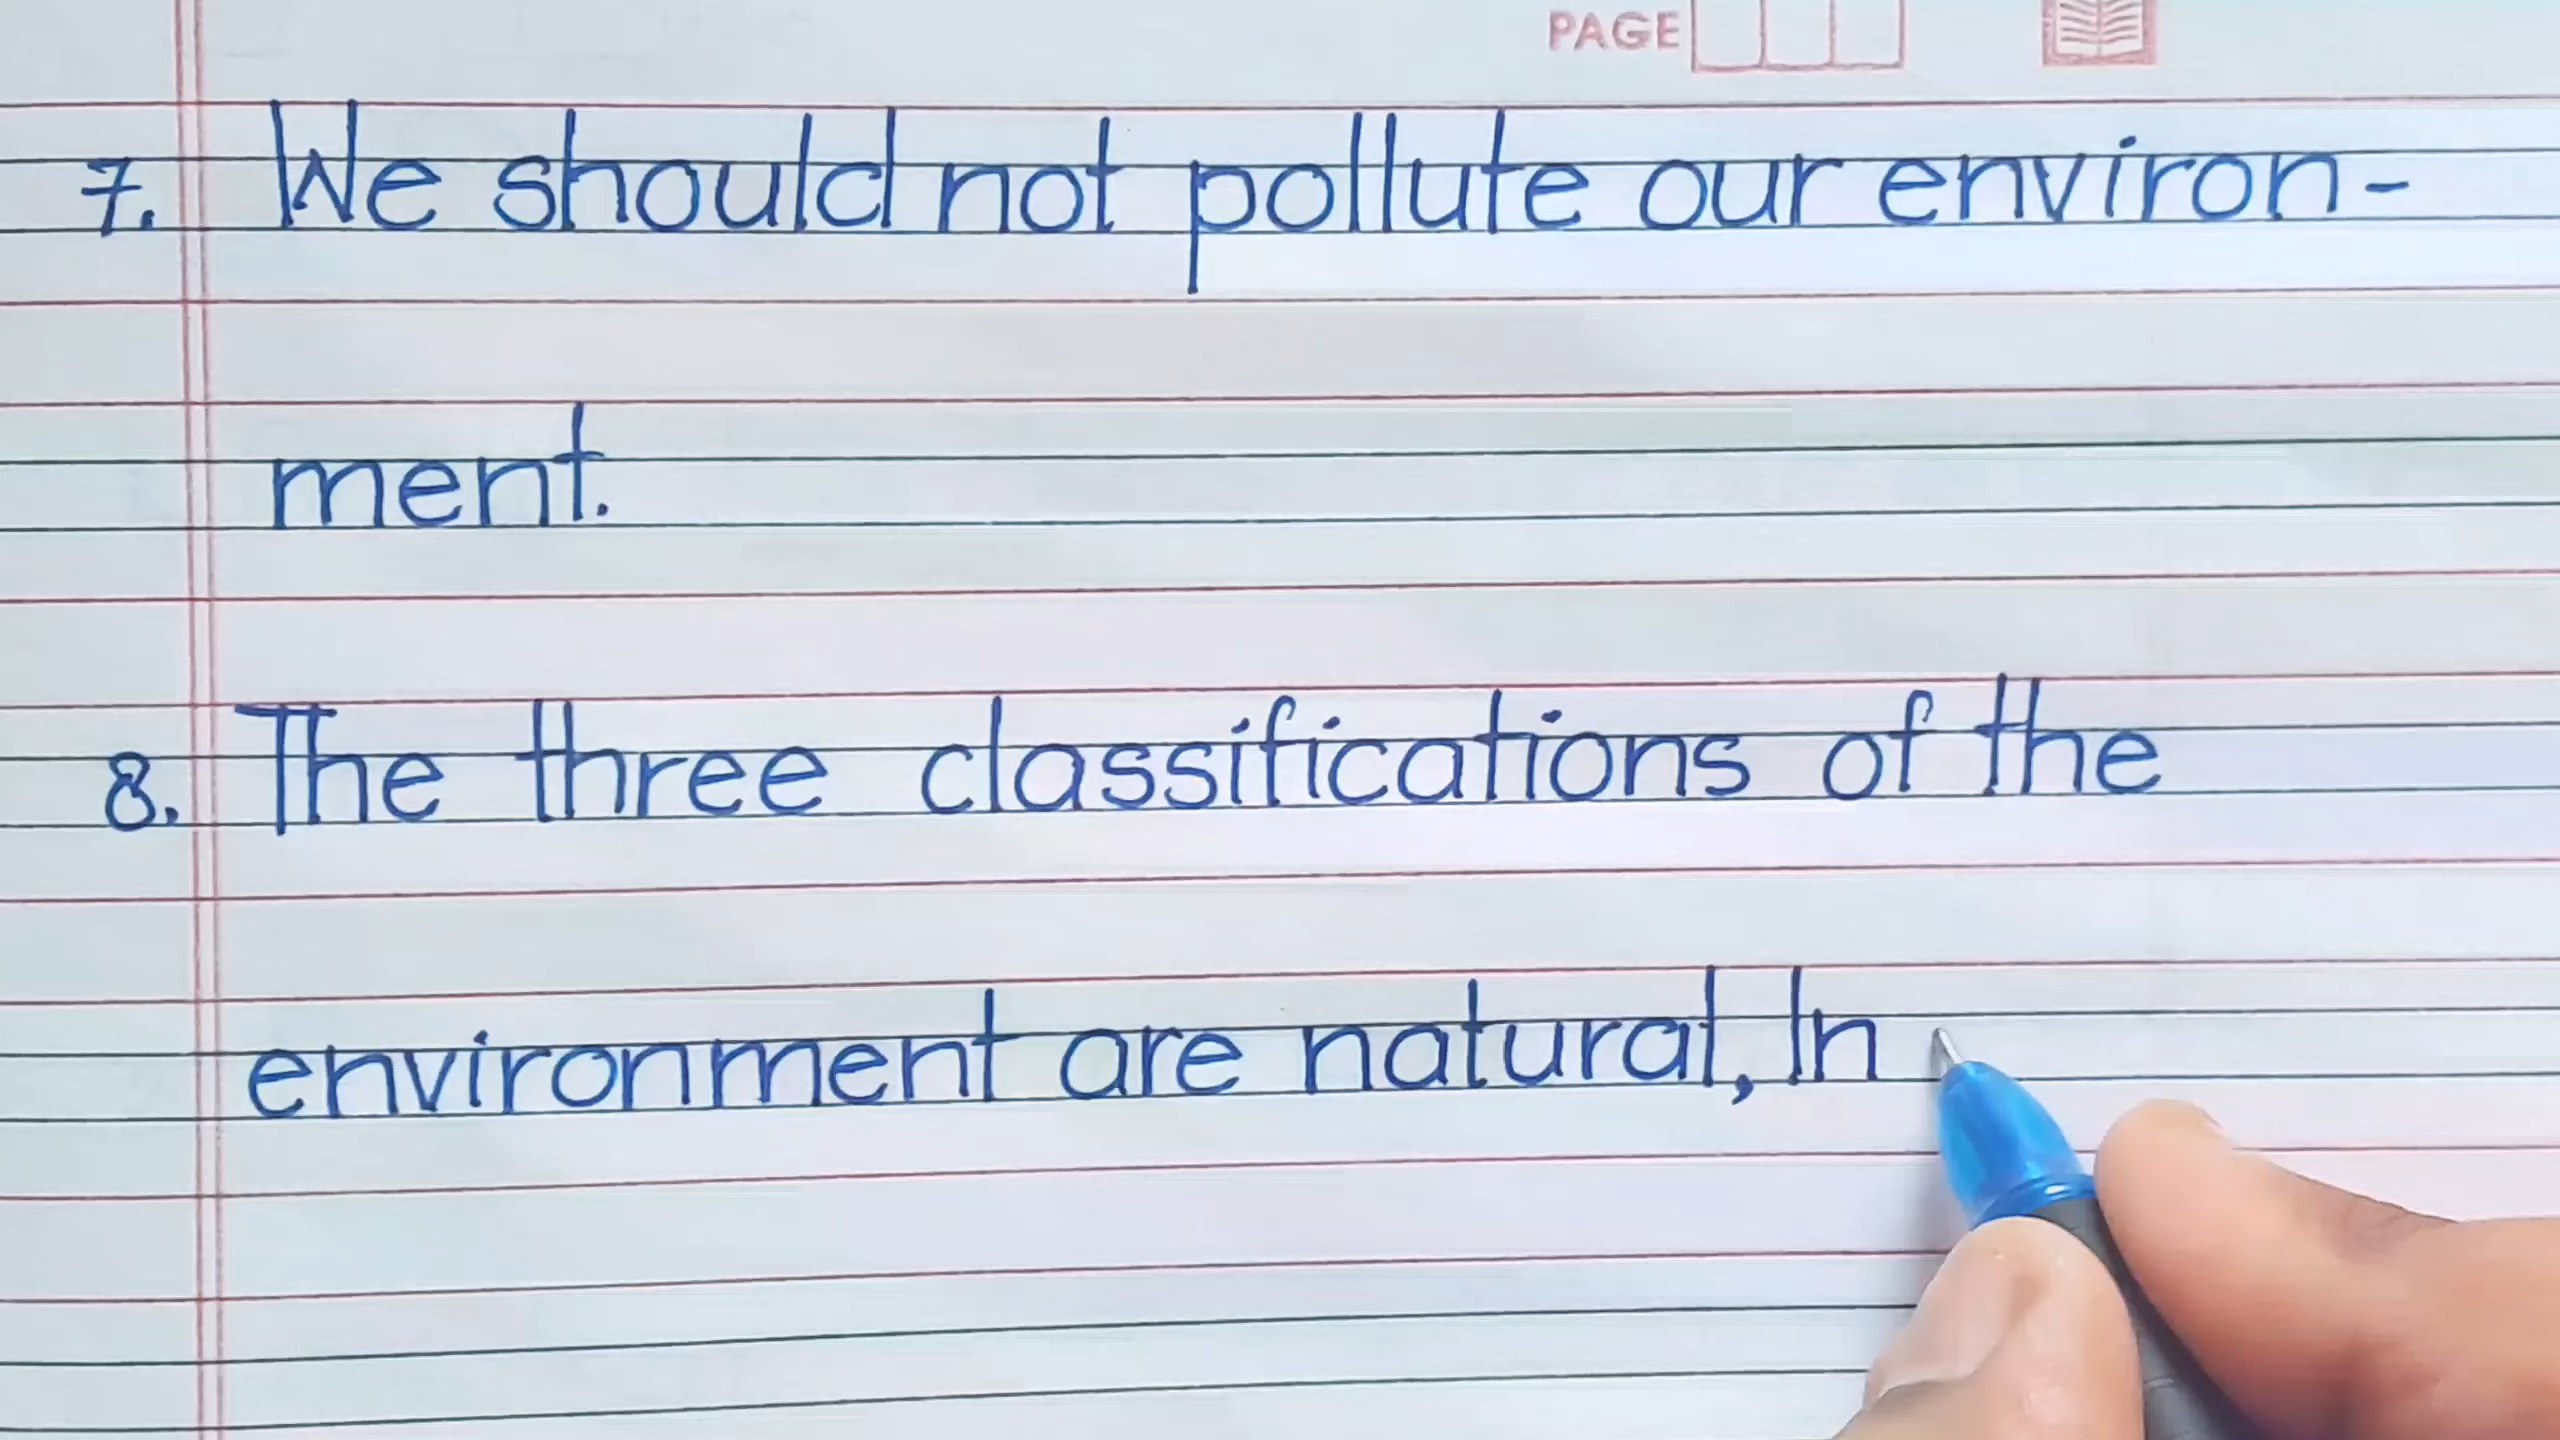 PAGE
7. We should not pollute our environ-
ment.
8. The three classifications of the
environment are natural, In